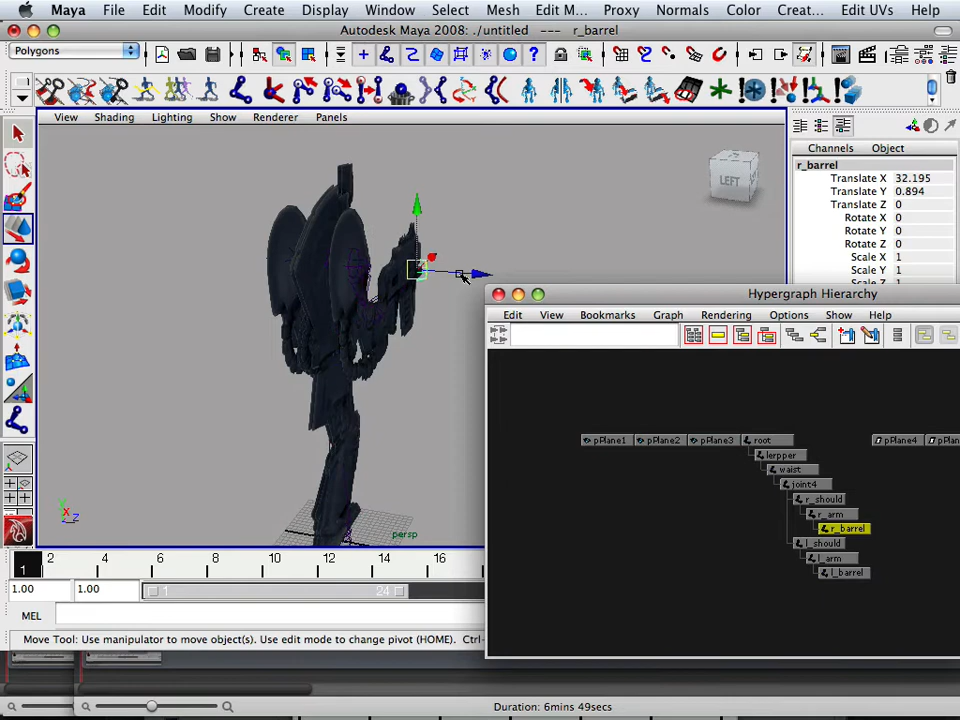 Maya File Edit Modify Create Display Window Select Mesh Edit M... Proxy Normals Color Creat... Edit UVs Help
Autodesk Maya 2008: ./untitled --- r_barrel
Polygons
View Shading Lighting Show Renderer Panels
Channels Object
r_barrel
Translate X 32.195
Translate Y 0.894
Translate Z 0
Rotate X 0
Rotate Y 0
Rotate Z 0
Scale X 1
Scale Y 1
Scale Z 1
LEFT
Hypergraph Hierarchy
Edit View Bookmarks Graph Rendering Options Show Help
pPlane1 pPlane2 pPlane3 root pPlane4 pPlan
lerpper
waist
joint4
r_should
r_arm
r_barrel
l_should
l_arm
l_barrel
Y
X
Z
persp
1 2 4 6 8 10 12 14 16
1.00 1.00 1 24
MEL
Move Tool: Use manipulator to move object(s). Use edit mode to change pivot (HOME). Ctrl-
Duration: 6mins 49secs